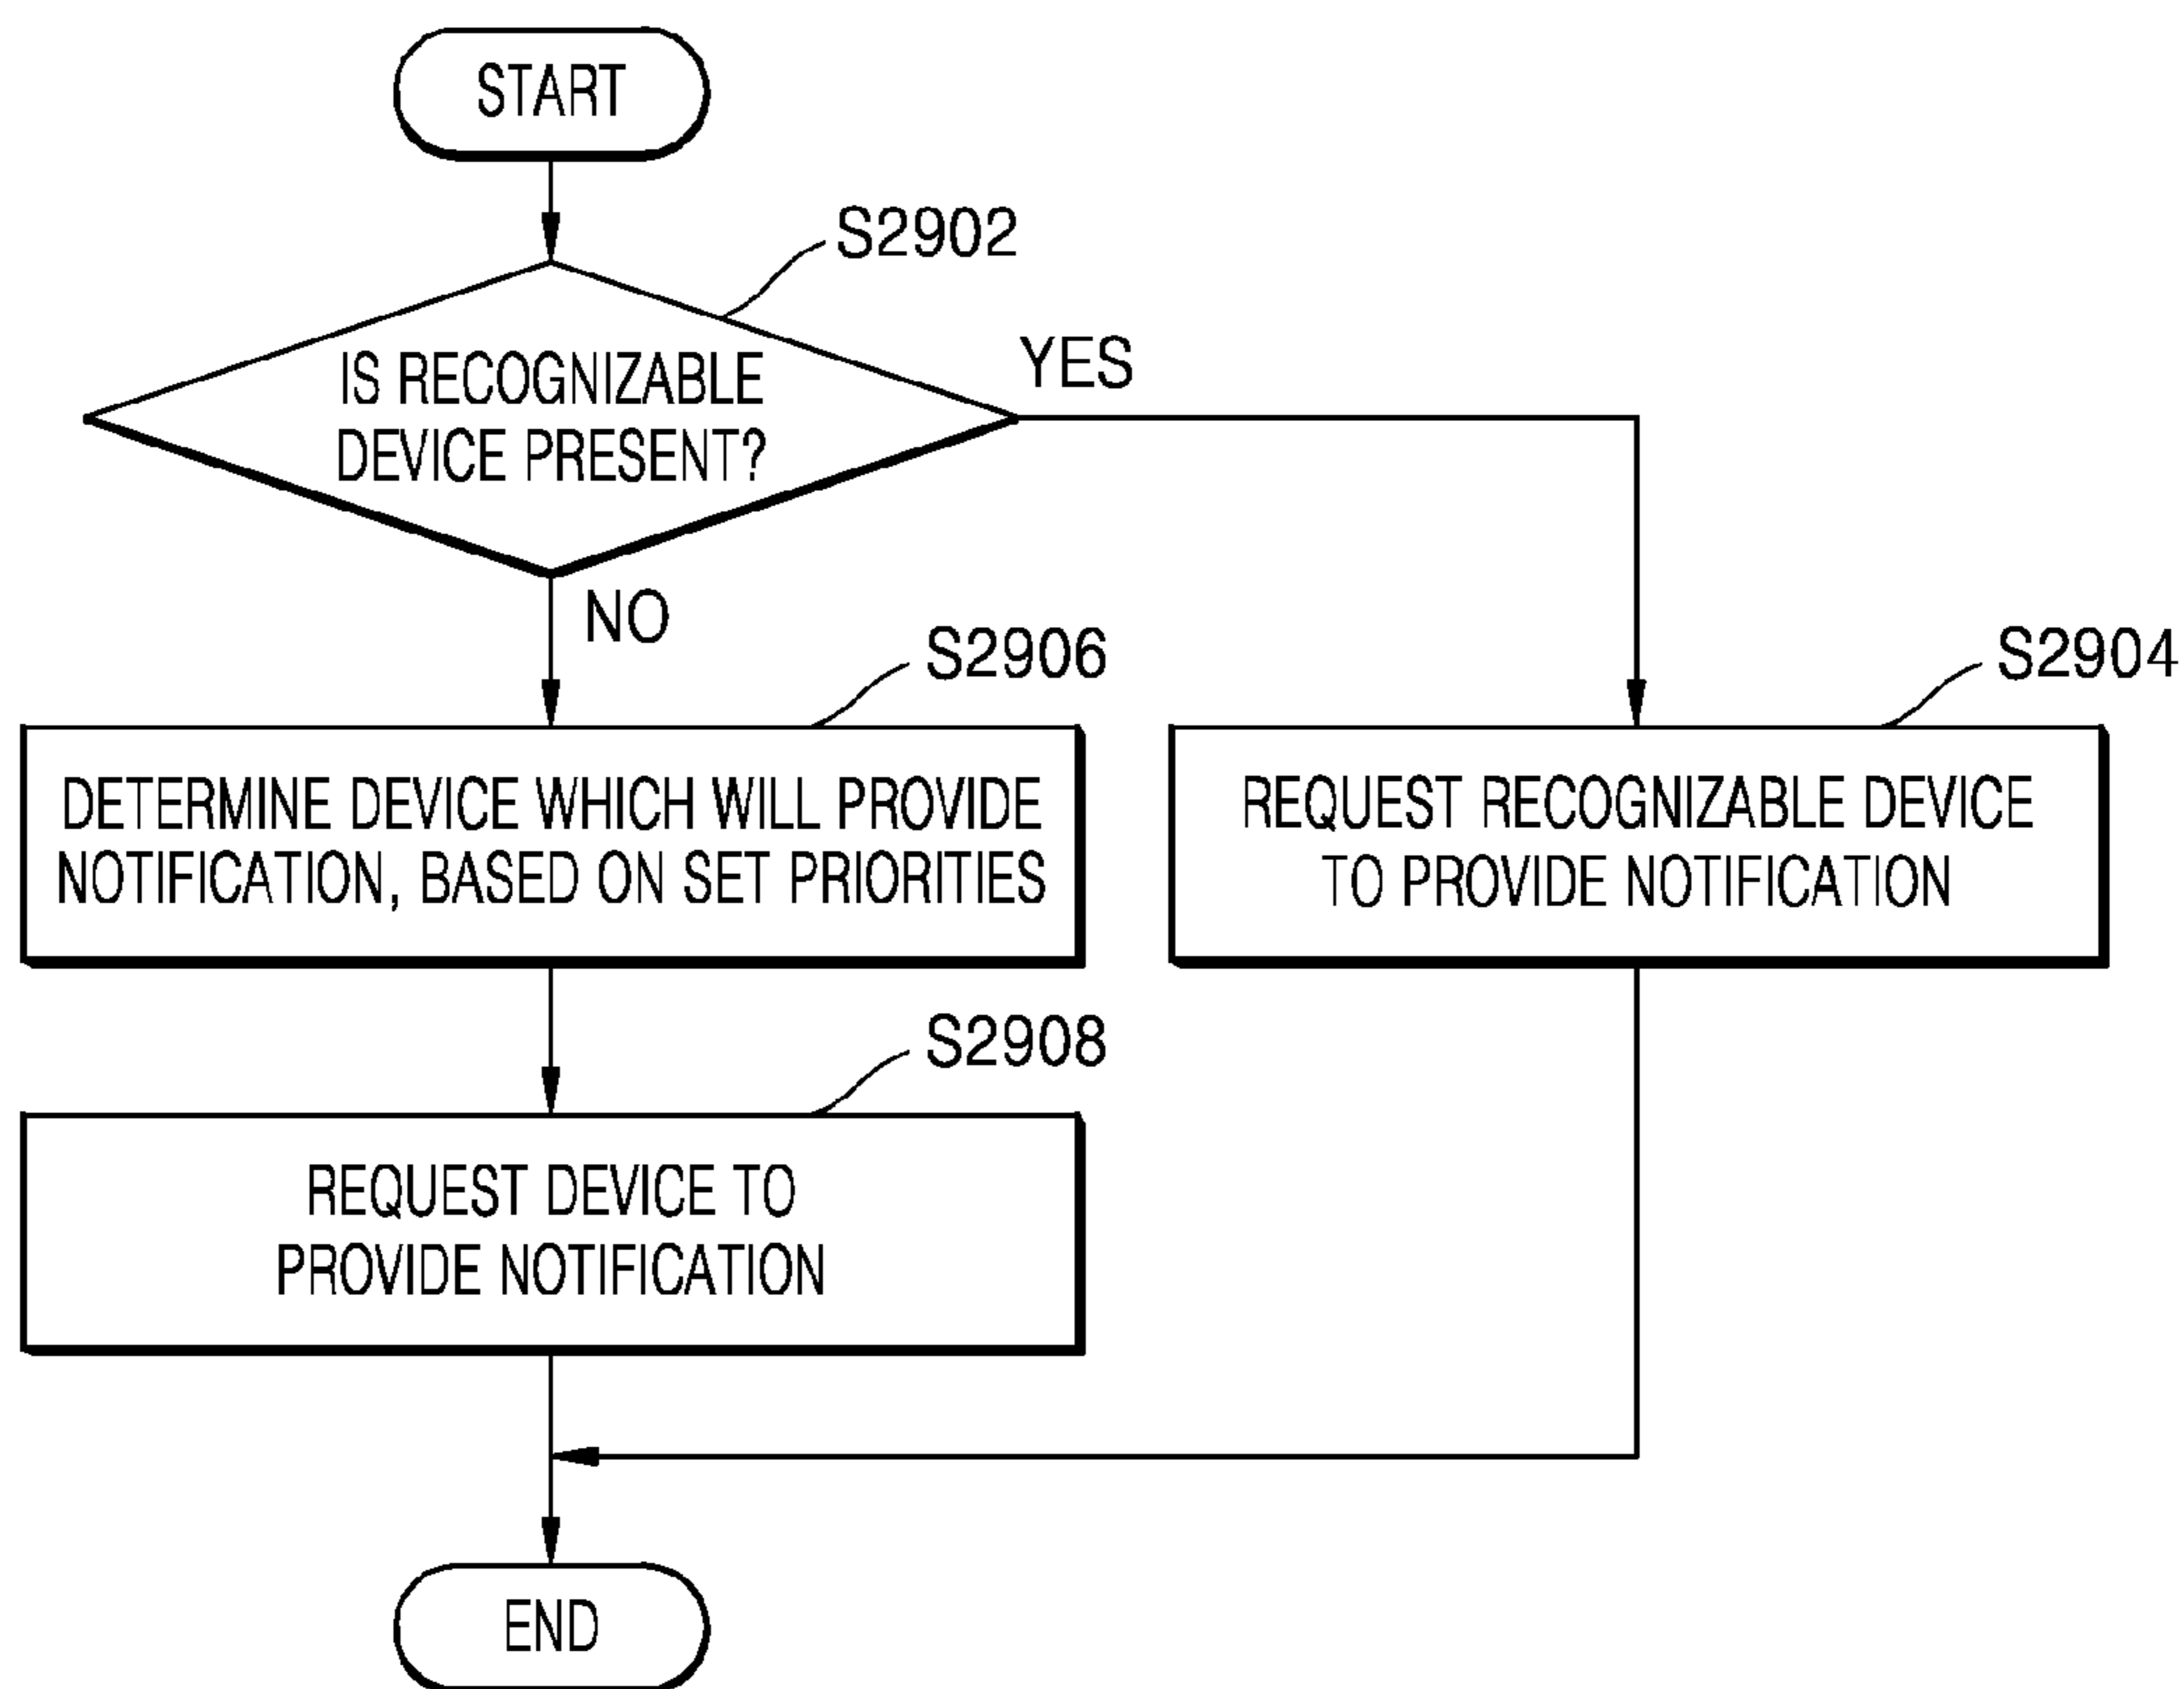 START
S2902
IS RECOGNIZABLE
DEVICE PRESENT?
YES
NO
S2906
DETERMINE DEVICE WHICH WILL PROVIDE
NOTIFICATION, BASED ON SET PRIORITIES
S2904
REQUEST RECOGNIZABLE DEVICE
TO PROVIDE NOTIFICATION
S2908
REQUEST DEVICE TO
PROVIDE NOTIFICATION
END